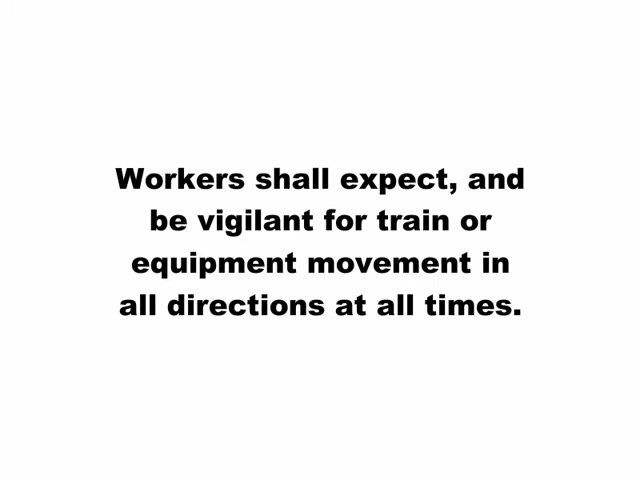 Workers shall expect, and
be vigilant for train or
equipment movement in
all directions at all times.